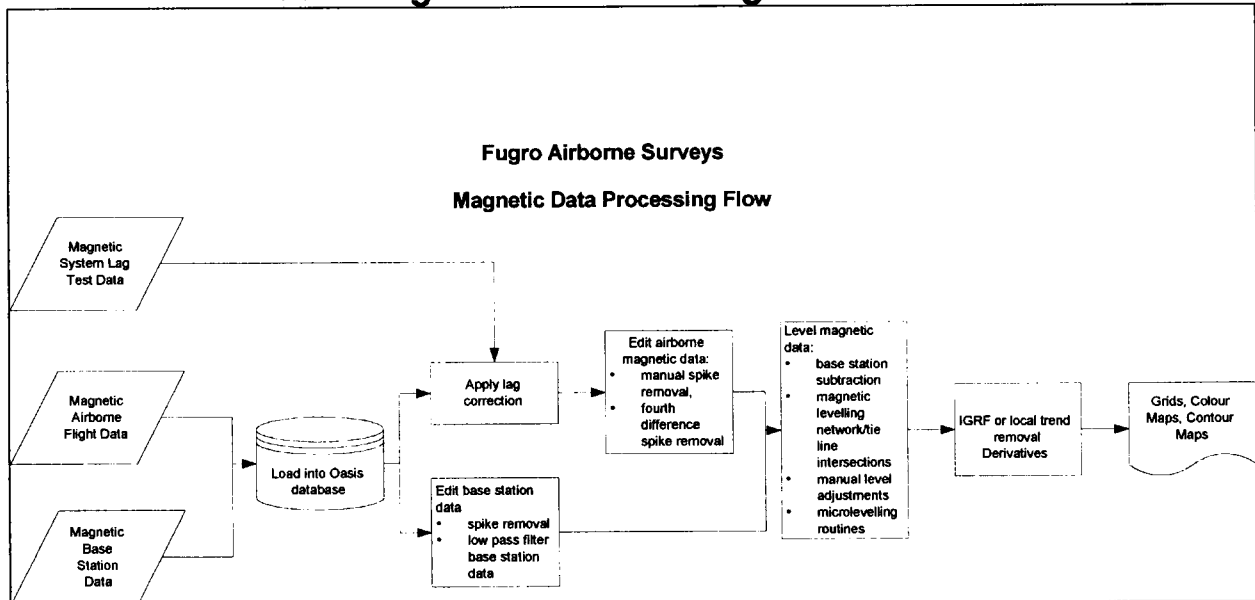 Fugro Airborne Surveys
Magnetic Data Processing Flow
Magnetic
System Lag
Test Data
Magnetic
Airborne
Flight Data
Magnetic
Base
Station
Data
Load into Oasis
database
Apply lag
correction
Edit base station
data
• spike removal
• low pass filter
base station
data
Edit airborne
magnetic data:
• manual spike
removal,
• fourth
difference
spike removal
Level magnetic
data:
• base station
subtraction
• magnetic
levelling
network/tie
line
intersections
• manual level
adjustments
• microlevelling
routines
IGRF or local trend
removal
Derivatives
Grids, Colour
Maps, Contour
Maps